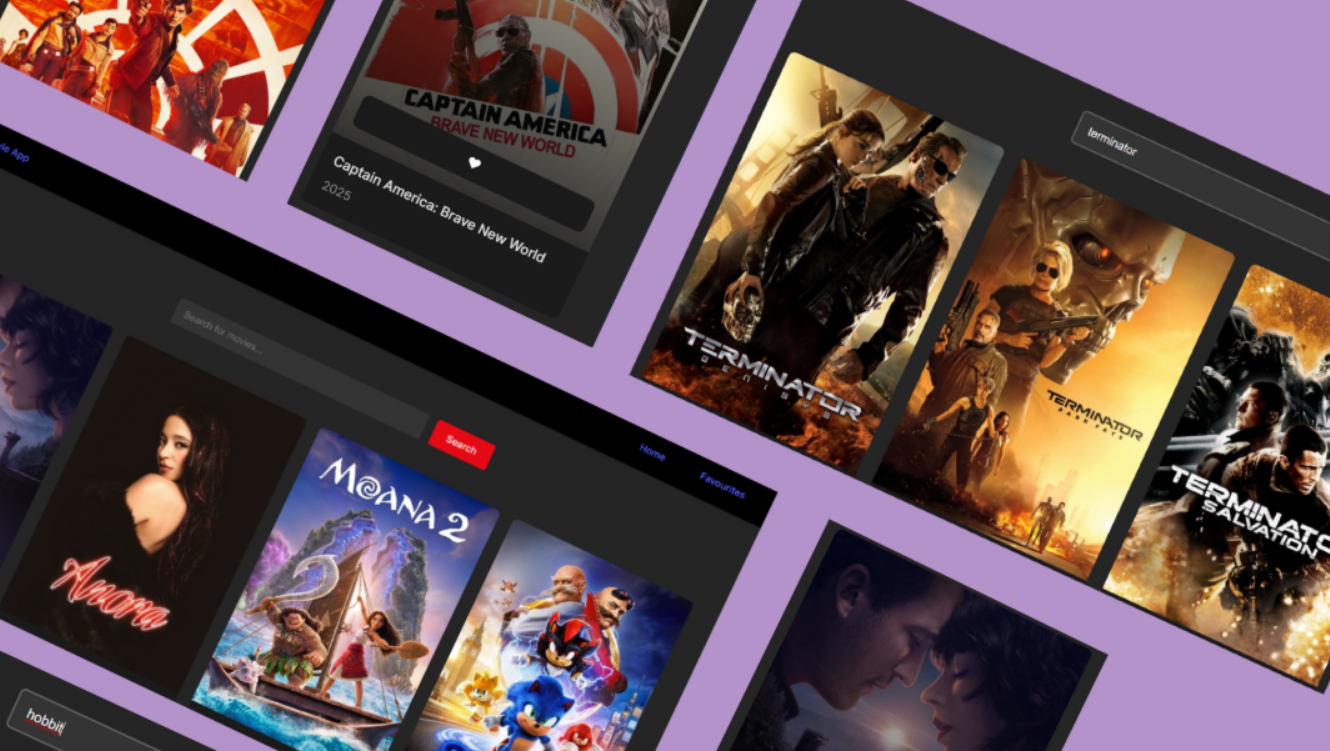 CAPTAIN AMERICA
BRAVE NEW WORLD
Captain America: Brave New World
2025
ie App
Home
Favourites
Search for movies...
Search
Anora
MOANA 2
hobbit
terminator
TERMINATOR
GENISYS
TERMINATOR
DARK FATE
TERMINATO
SALVATION